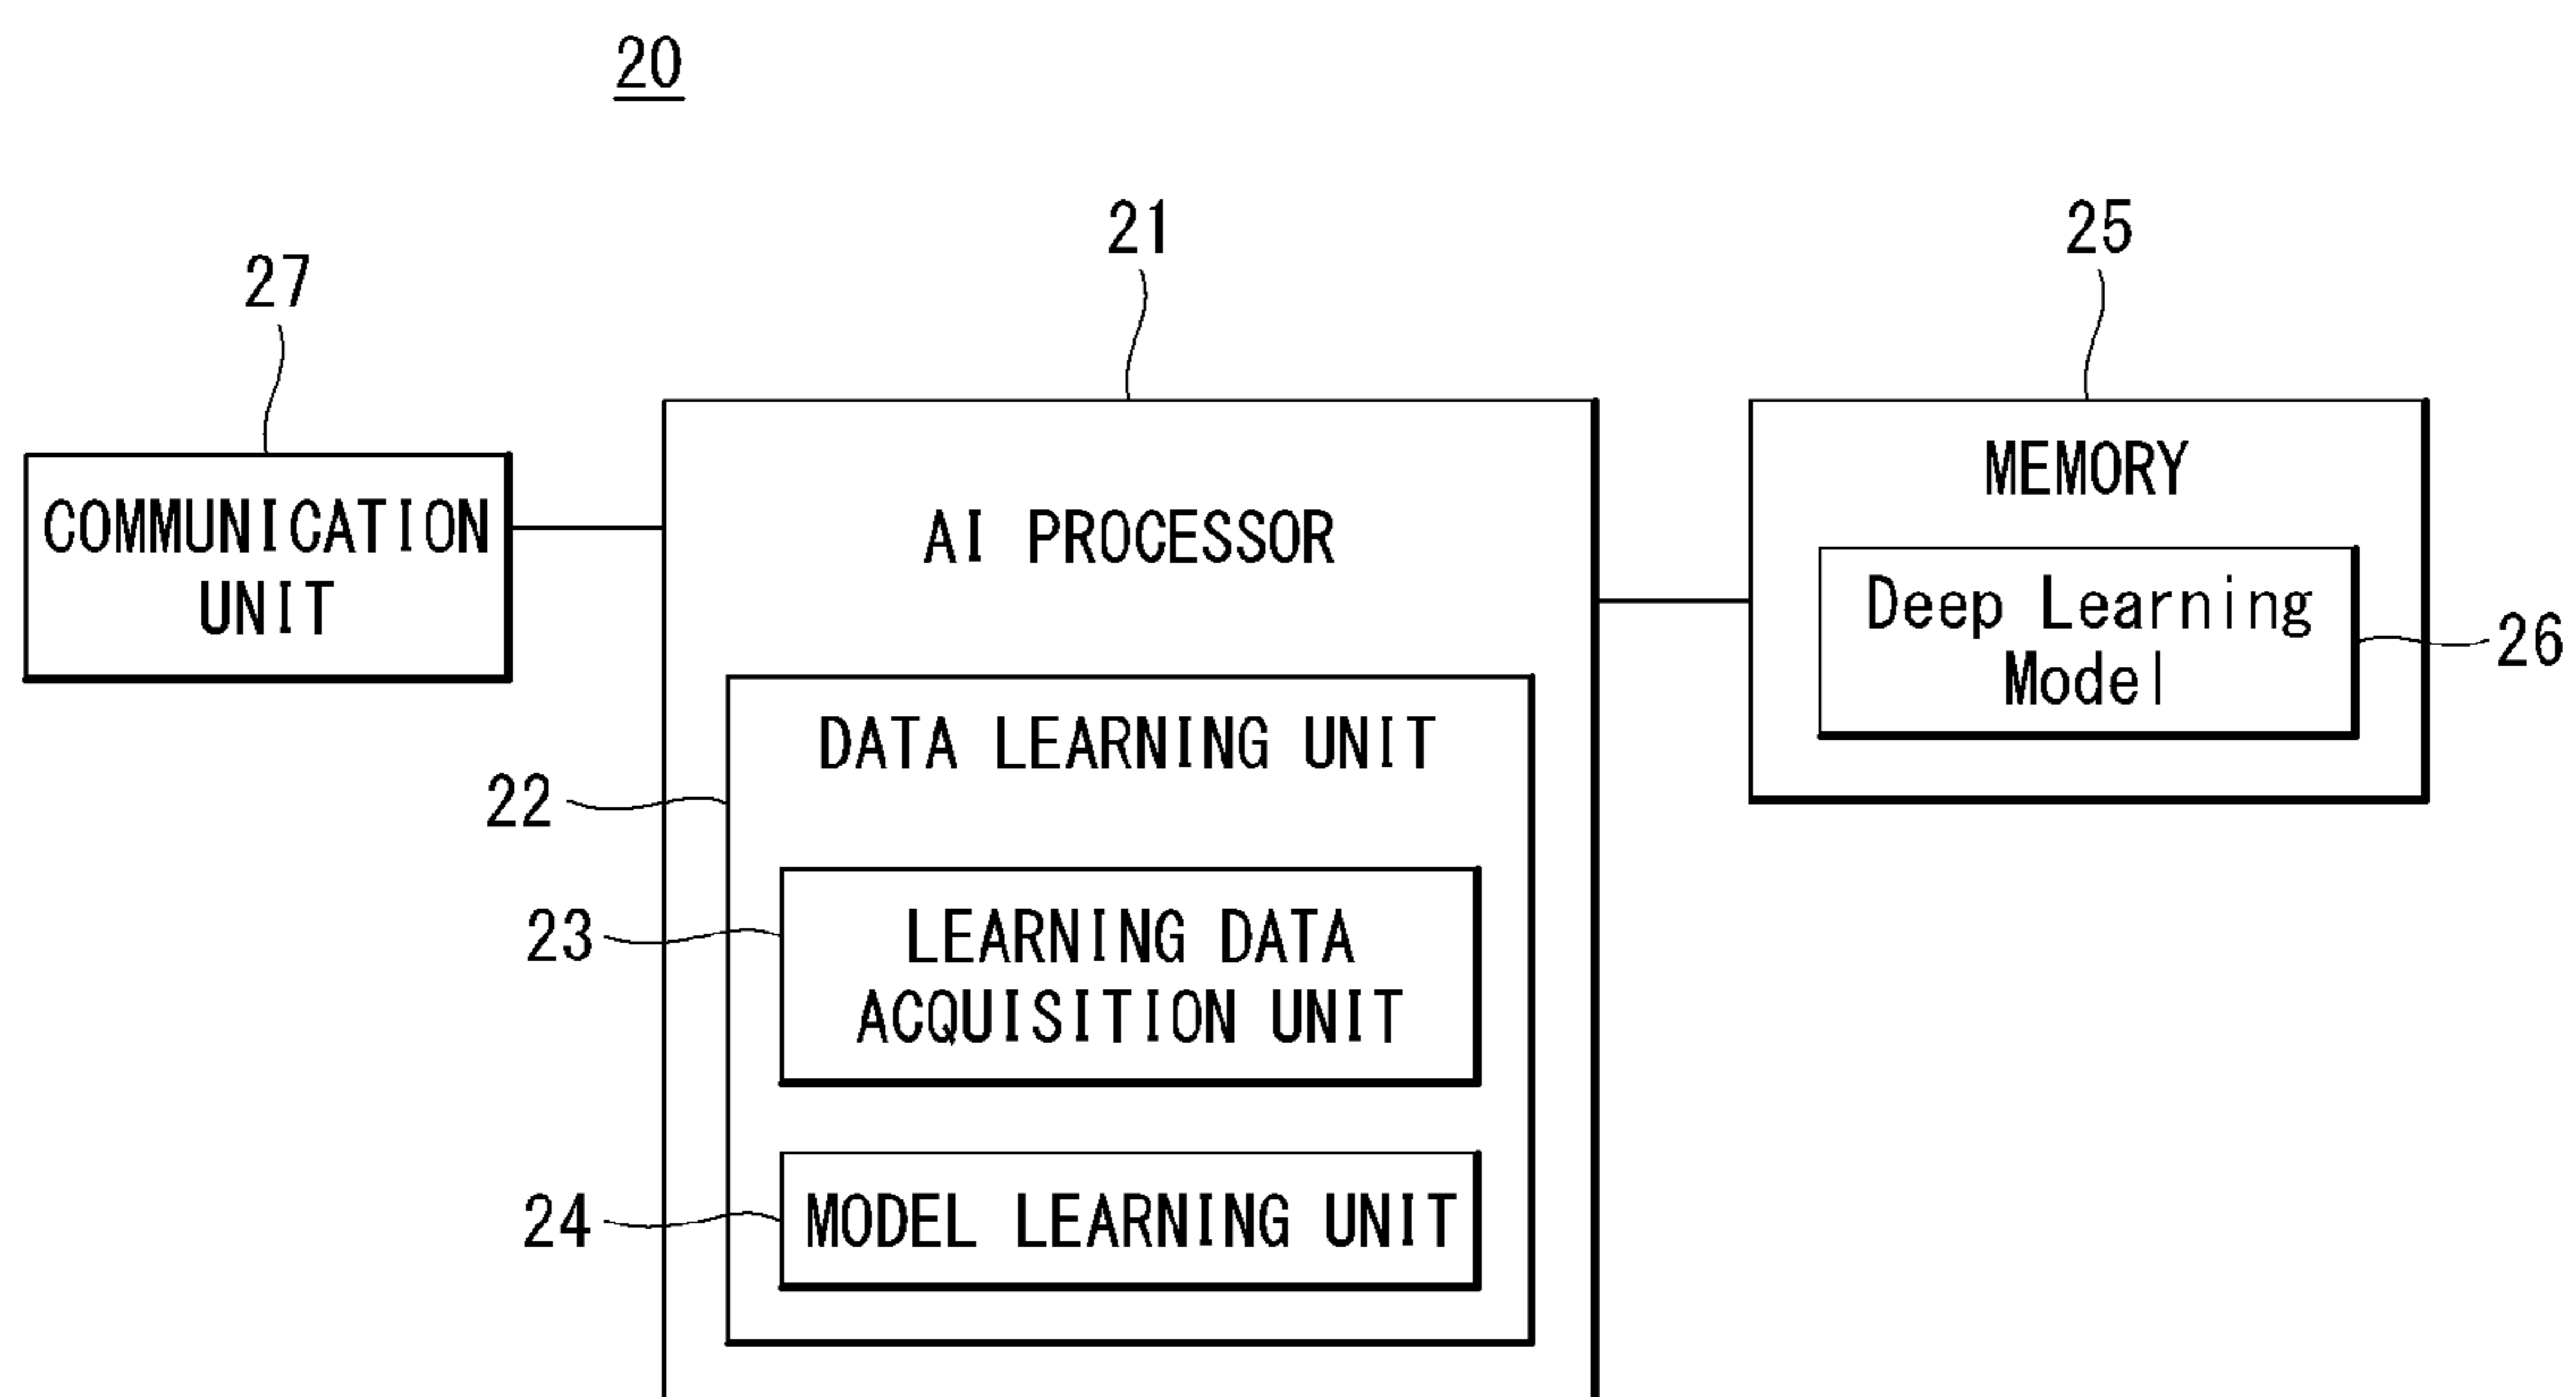 20
21
25
27
MEMORY
COMMUNICATION
UNIT
AI PROCESSOR
Deep Learning
Model
26
DATA LEARNING UNIT
22
23
LEARNING DATA
ACQUISITION UNIT
24
MODEL LEARNING UNIT